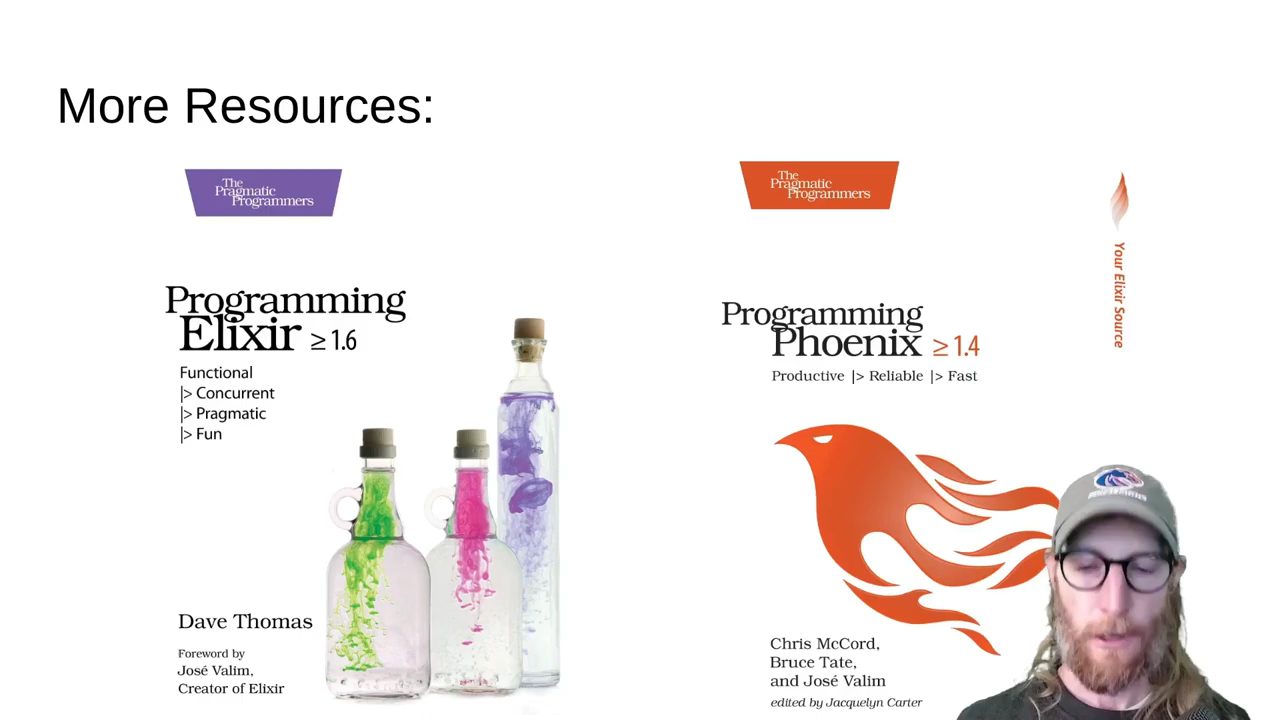 More Resources:
The
Pragmatic
Programmers
Programming
Elixir ≥ 1.6
Functional
|> Concurrent
|> Pragmatic
|> Fun
Dave Thomas
Foreword by
José Valim,
Creator of Elixir
The
Pragmatic
Programmers
Your Elixir Source
Programming
Phoenix ≥ 1.4
Productive |> Reliable |> Fast
Chris McCord,
Bruce Tate,
and José Valim
edited by Jacquelyn Carter